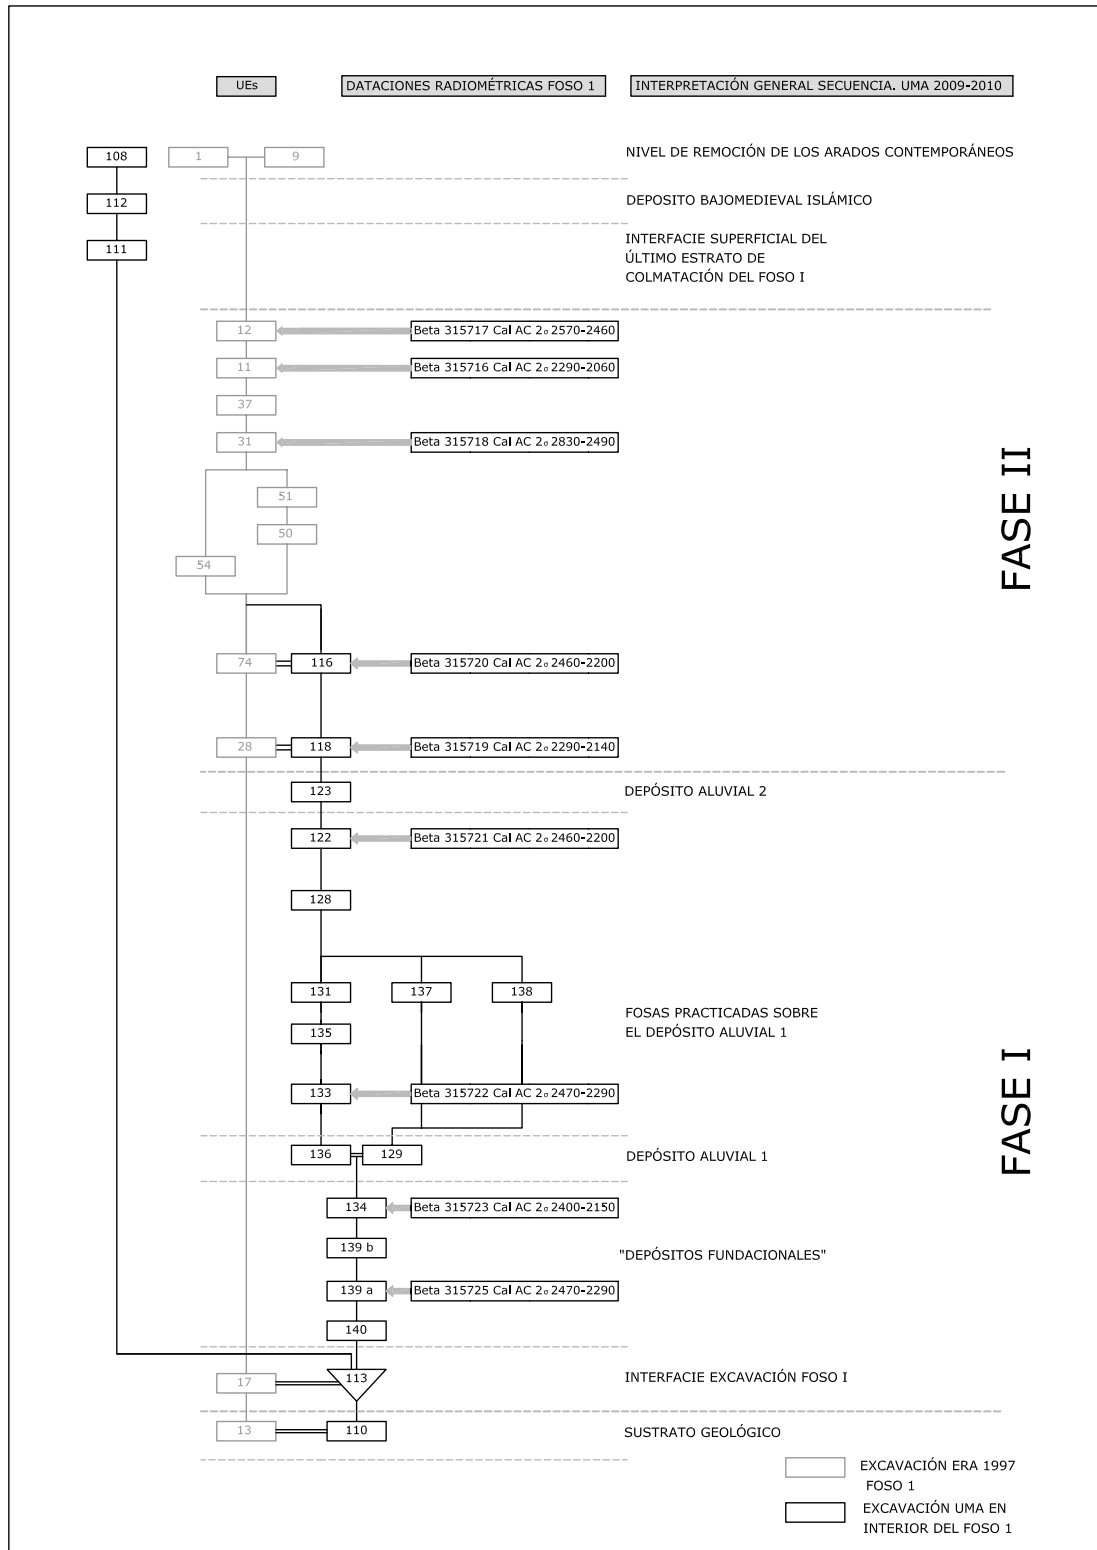 UEs
DATACIONES RADIOMÉTRICAS FOSO 1
INTERPRETACIÓN GENERAL SECUENCIA. UMA 2009-2010
108
1
9
NIVEL DE REMOCIÓN DE LOS ARADOS CONTEMPORÁNEOS
112
DEPOSITO BAJOMEDIEVAL ISLÁMICO
111
INTERFACIE SUPERFICIAL DEL
ÚLTIMO ESTRATO DE
COLMATACIÓN DEL FOSO I
12
Beta 315717 Cal AC 2σ 2570-2460
11
Beta 315716 Cal AC 2σ 2290-2060
37
31
Beta 315718 Cal AC 2σ 2830-2490
51
50
54
FASE II
74
116
Beta 315720 Cal AC 2σ 2460-2200
28
118
Beta 315719 Cal AC 2σ 2290-2140
123
DEPÓSITO ALUVIAL 2
122
Beta 315721 Cal AC 2σ 2460-2200
128
131
137
138
FOSAS PRACTICADAS SOBRE
EL DEPÓSITO ALUVIAL 1
135
133
Beta 315722 Cal AC 2σ 2470-2290
FASE I
136
129
DEPÓSITO ALUVIAL 1
134
Beta 315723 Cal AC 2σ 2400-2150
139 b
"DEPÓSITOS FUNDACIONALES"
139 a
Beta 315725 Cal AC 2σ 2470-2290
140
113
17
INTERFACIE EXCAVACIÓN FOSO I
13
110
SUSTRATO GEOLÓGICO
EXCAVACIÓN ERA 1997
FOSO 1
EXCAVACIÓN UMA EN
INTERIOR DEL FOSO 1